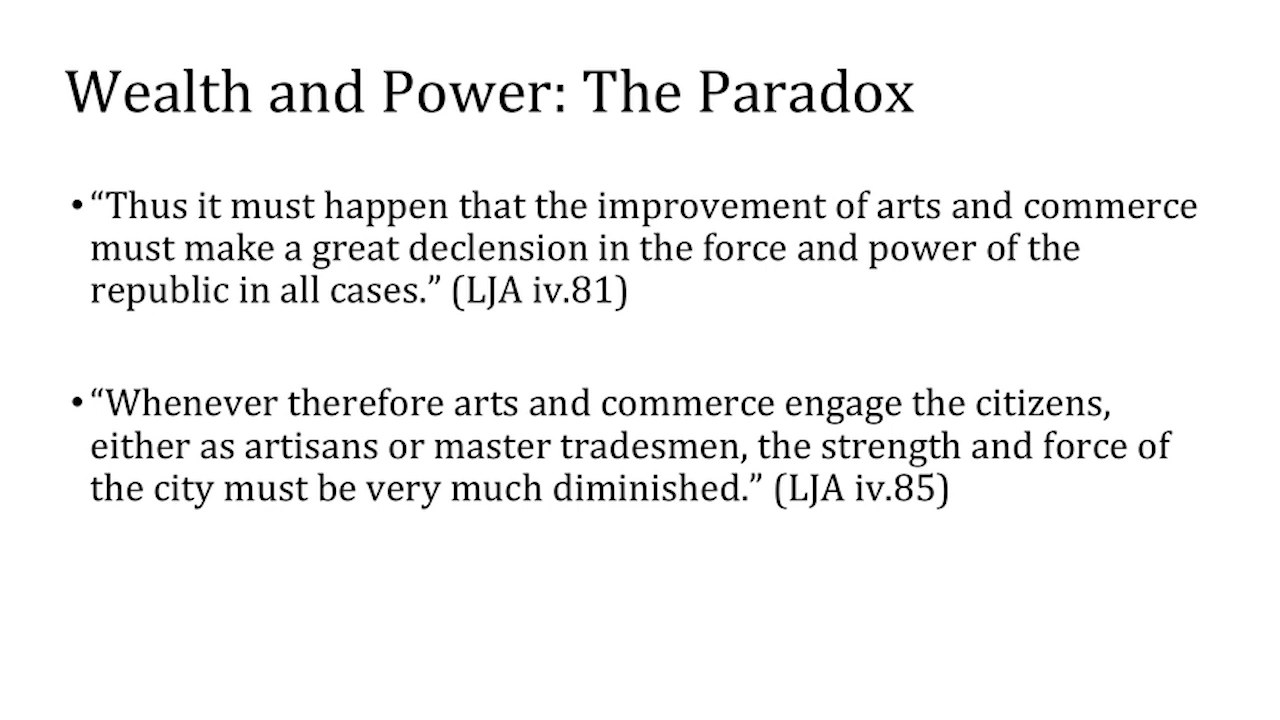 Wealth and Power: The Paradox
• “Thus it must happen that the improvement of arts and commerce
must make a great declension in the force and power of the
republic in all cases.” (LJA iv.81)
• “Whenever therefore arts and commerce engage the citizens,
either as artisans or master tradesmen, the strength and force of
the city must be very much diminished.” (LJA iv.85)